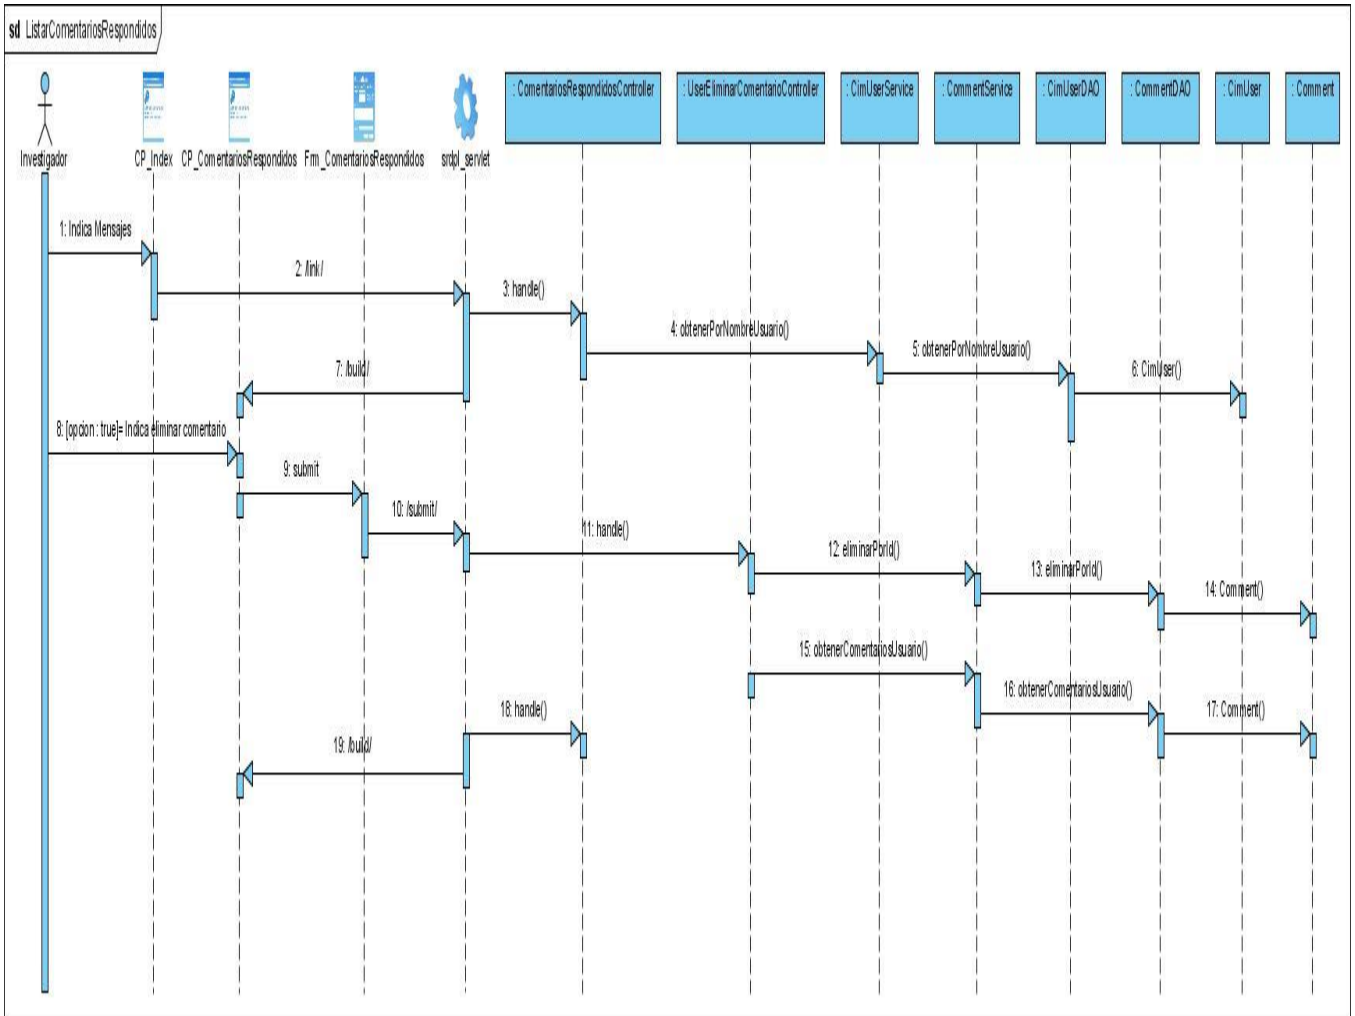 sd ListarComentariosRespondidos
Investigador
CP_Index
CP_ComentariosRespondidos
Frm_ComentariosRespondidos
srdpl_servlet
: ComentariosRespondidosController
: UserEliminarComentarioController
: CimUserService
: CommentService
: CimUserDAO
: CommentDAO
: CimUser
: Comment
1: Indica Mensajes
2: /link/
3: handle()
4: obtenerPorNombreUsuario()
5: obtenerPorNombreUsuario()
6: CimUser()
7: /build/
8: [opcion : true]= Indica eliminar comentario
9: submit
10: /submit/
11: handle()
12: eliminarPorId()
13: eliminarPorId()
14: Comment()
15: obtenerComentariosUsuario()
16: obtenerComentariosUsuario()
17: Comment()
18: handle()
19: /build/